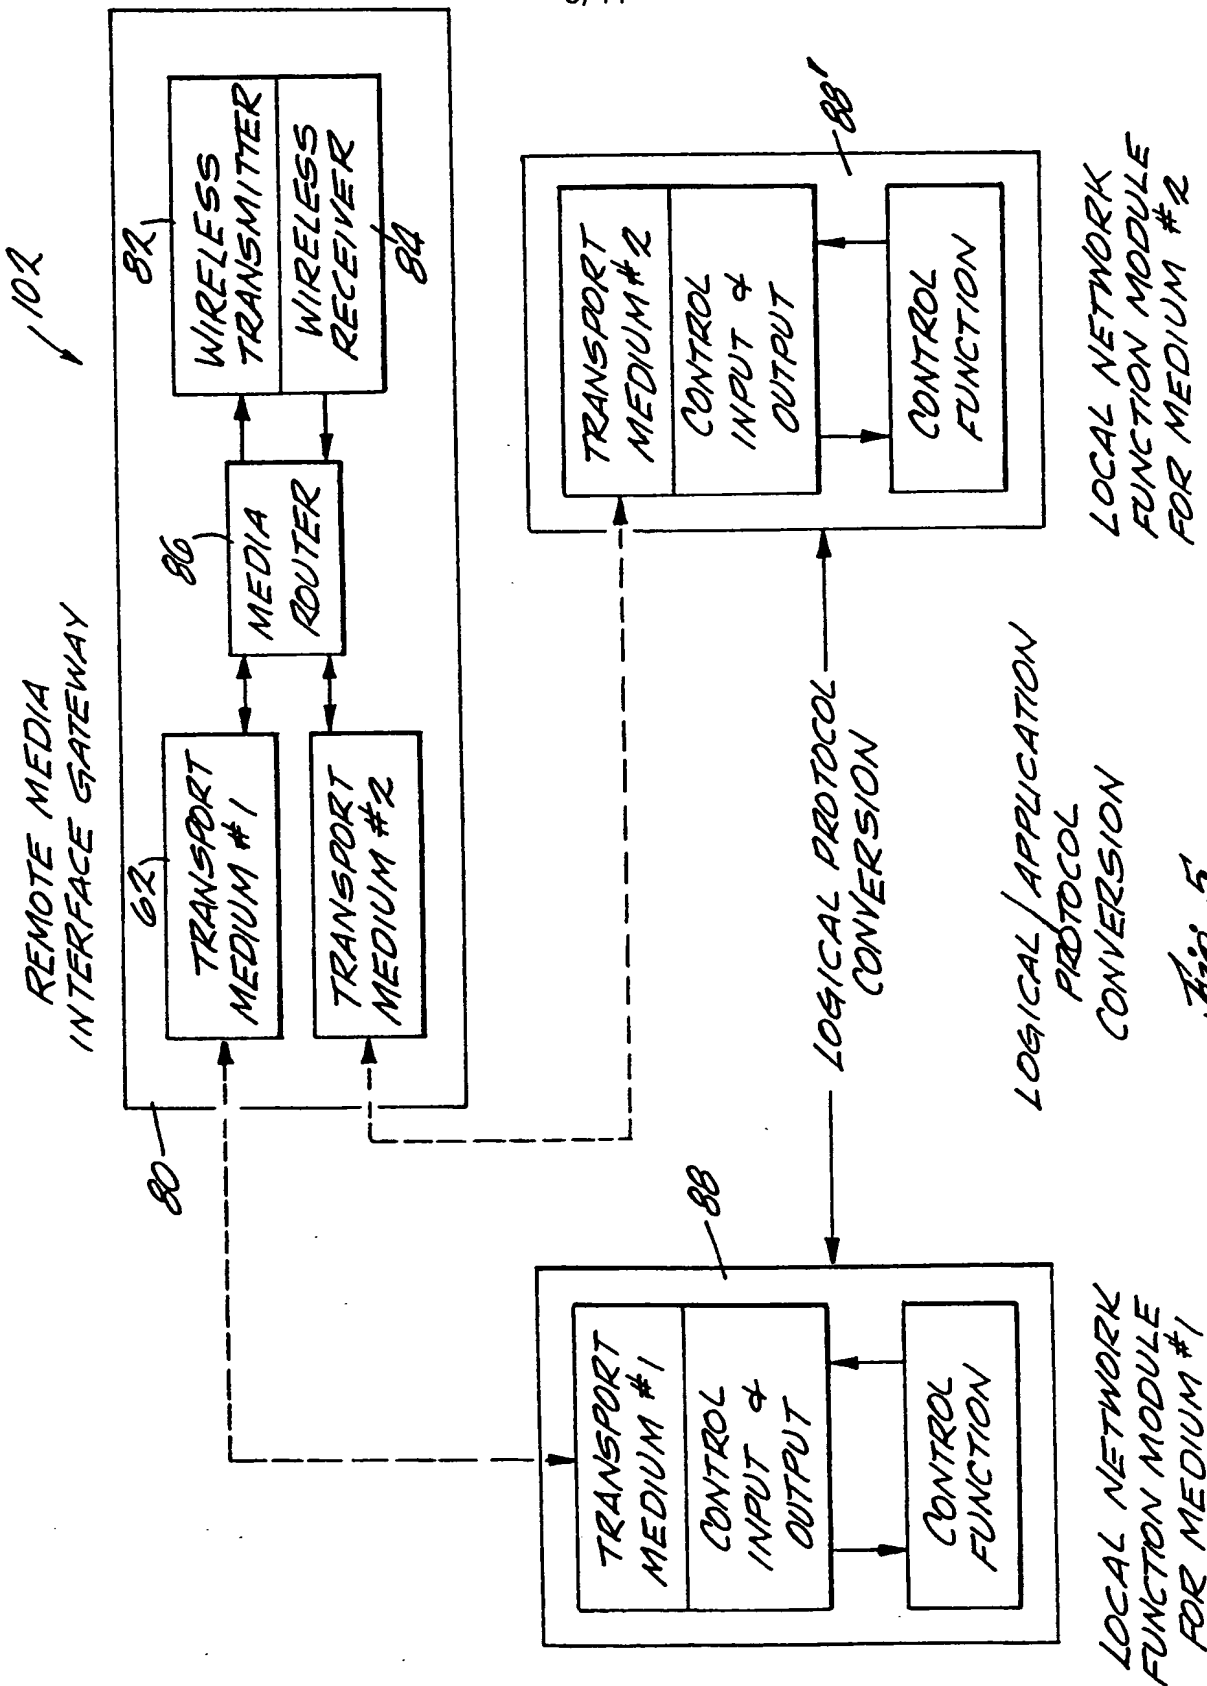 102
REMOTE MEDIA
INTERFACE GATEWAY
80
62
TRANSPORT
MEDIUM #1
TRANSPORT
MEDIUM #2
86
MEDIA
ROUTER
82
WIRELESS
TRANSMITTER
WIRELESS
RECEIVER
84
88
TRANSPORT
MEDIUM #1
CONTROL
INPUT &
OUTPUT
CONTROL
FUNCTION
LOCAL NETWORK
FUNCTION MODULE
FOR MEDIUM #1
LOGICAL PROTOCOL
CONVERSION
LOGICAL/APPLICATION
PROTOCOL
CONVERSION
88'
TRANSPORT
MEDIUM #2
CONTROL
INPUT &
OUTPUT
CONTROL
FUNCTION
LOCAL NETWORK
FUNCTION MODULE
FOR MEDIUM #2
Fig. 5